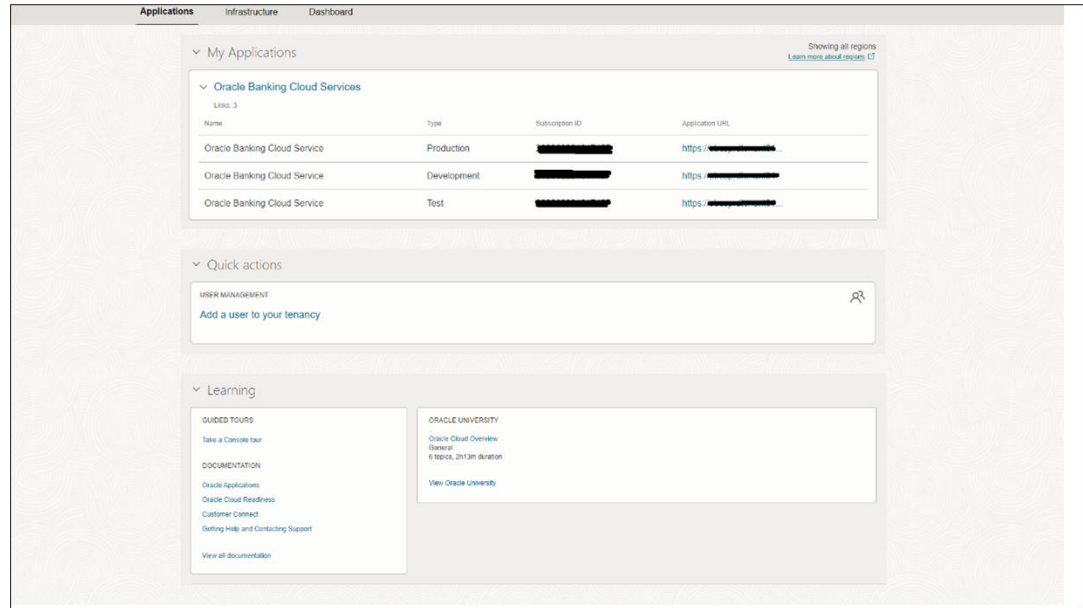 Applications Infrastructure Dashboard
My Applications
Showing all regions
Learn more about regions
Oracle Banking Cloud Services
Links: 3
Name Type Subscription ID Application URL
Oracle Banking Cloud Service Production https://
Oracle Banking Cloud Service Development https:/
Oracle Banking Cloud Service Test https:/
Quick actions
USER MANAGEMENT
Add a user to your tenancy
Learning
GUIDED TOURS
Take a Console tour
DOCUMENTATION
Oracle Applications
Oracle Cloud Readiness
Customer Connect
Getting Help and Contacting Support
View all documentation
ORACLE UNIVERSITY
Oracle Cloud Overview
General
6 topics, 2h13m duration
View Oracle University